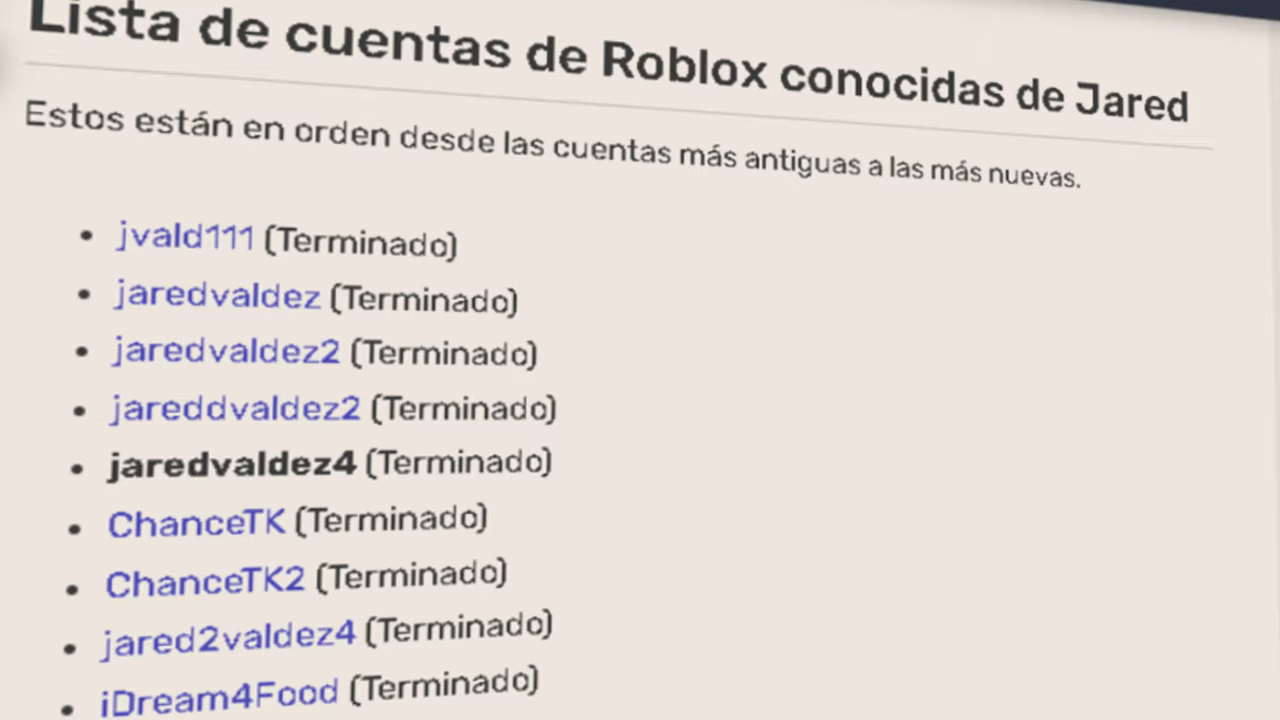 Lista de cuentas de Roblox conocidas de Jared
Estos están en orden desde las cuentas más antiguas a las más nuevas.
• jvald111 (Terminado)
• jaredvaldez (Terminado)
• jaredvaldez2 (Terminado)
• jareddvaldez2 (Terminado)
• jaredvaldez4 (Terminado)
• ChanceTK (Terminado)
• ChanceTK2 (Terminado)
• jared2valdez4 (Terminado)
• iDream4Food (Terminado)